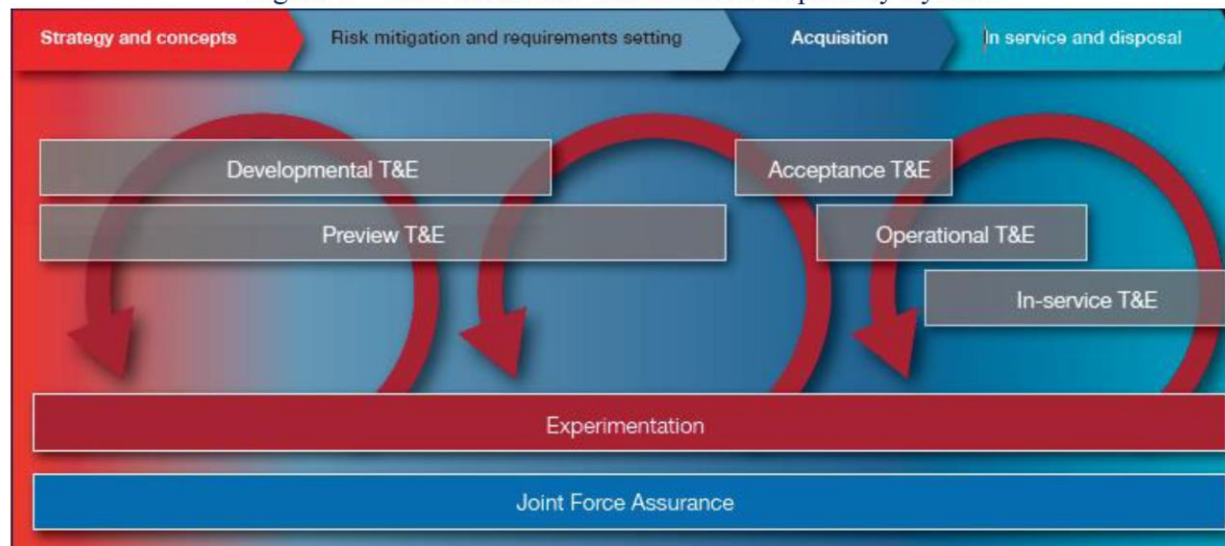 Strategy and concepts
Risk mitigation and requirements setting
Acquisition
In service and disposal
Developmental T&E
Acceptance T&E
Preview T&E
Operational T&E
In-service T&E
Experimentation
Joint Force Assurance